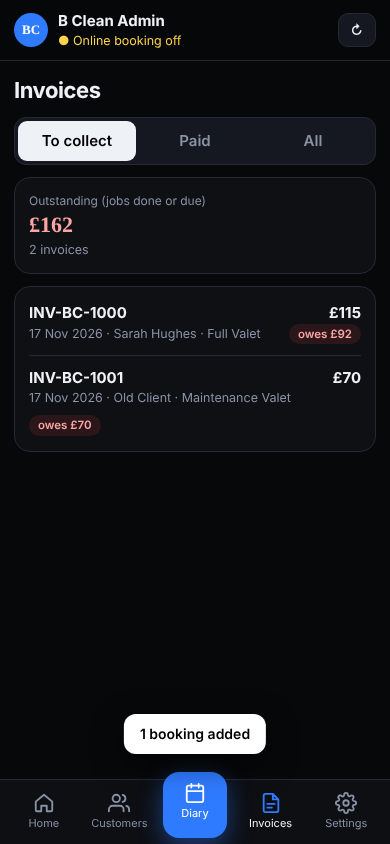 BC
B Clean Admin
Online booking off
Invoices
To collect
Paid
All
Outstanding (jobs done or due)
£162
2 invoices
INV-BC-1000
£115
17 Nov 2026 · Sarah Hughes · Full Valet
owes £92
INV-BC-1001
£70
17 Nov 2026 · Old Client · Maintenance Valet
owes £70
1 booking added
Home
Customers
Diary
Invoices
Settings